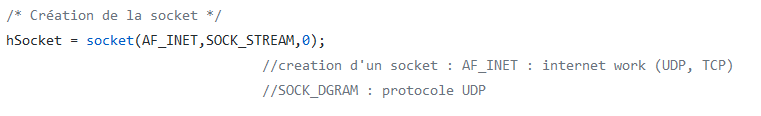 /* Création de la socket */
hSocket = socket(AF_INET,SOCK_STREAM,0);
//creation d'un socket : AF_INET : internet work (UDP, TCP)
//SOCK_DGRAM : protocole UDP